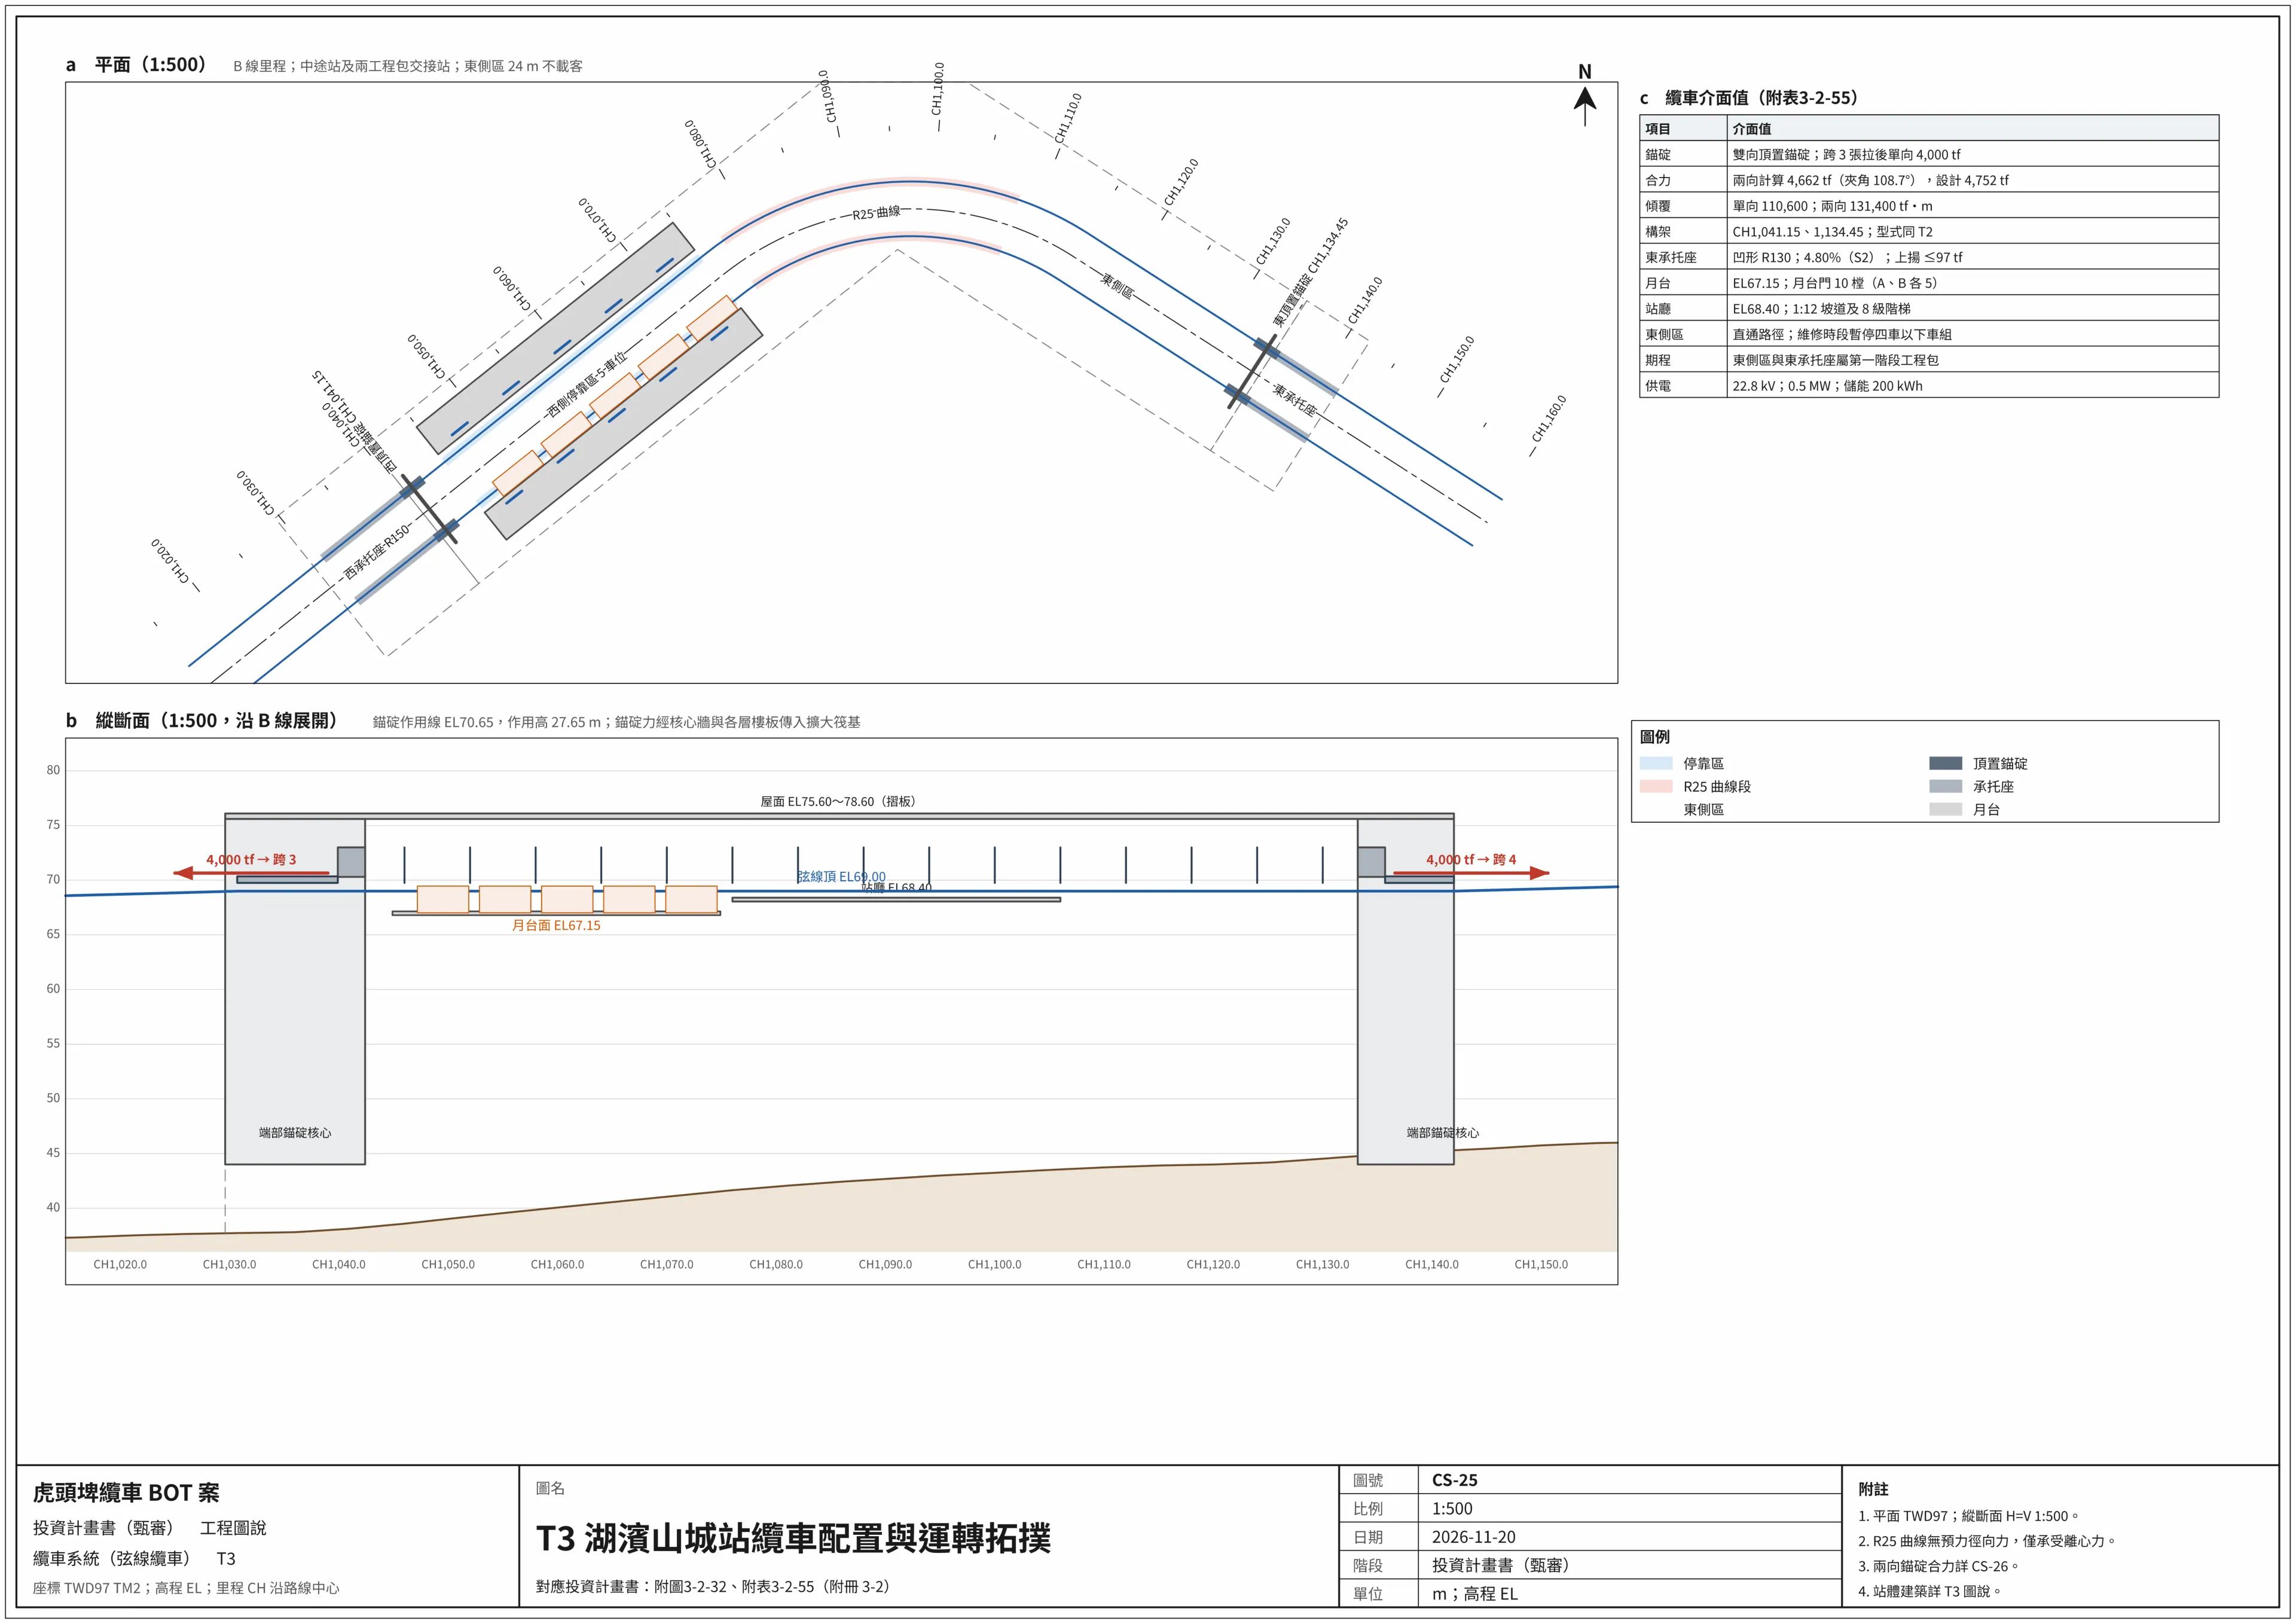 a 平面（1:500） B 線里程；中途站及兩工程包交接站；東側區 24 m 不載客
N
CH1,020.0
CH1,030.0
CH1,040.0
西頂置錨碇 CH1,041.15
CH1,050.0
CH1,060.0
CH1,070.0
CH1,080.0
CH1,090.0
CH1,100.0
CH1,110.0
CH1,120.0
CH1,130.0
東頂置錨碇 CH1,134.45
CH1,140.0
CH1,150.0
CH1,160.0
R25 曲線
東側區
西側停靠區 5 車位
東承托座
西承托座 R150
c 纜車介面值（附表3-2-55）
項目 介面值
錨碇 雙向頂置錨碇；跨 3 張拉後單向 4,000 tf
合力 兩向計算 4,662 tf（夾角 108.7°），設計 4,752 tf
傾覆 單向 110,600；兩向 131,400 tf・m
構架 CH1,041.15、1,134.45；型式同 T2
東承托座 凹形 R130；4.80%（S2）；上揚 ≤97 tf
月台 EL67.15；月台門 10 樘（A、B 各 5）
站廳 EL68.40；1:12 坡道及 8 級階梯
東側區 直通路徑；維修時段暫停四車以下車組
期程 東側區與東承托座屬第一階段工程包
供電 22.8 kV；0.5 MW；儲能 200 kWh
b 縱斷面（1:500，沿 B 線展開） 錨碇作用線 EL70.65，作用高 27.65 m；錨碇力經核心牆與各層樓板傳入擴大筏基
80
75
70
65
60
55
50
45
40
屋面 EL75.60～78.60（摺板）
4,000 tf → 跨 3
4,000 tf → 跨 4
弦線頂 EL69.00
站廳 EL68.40
月台面 EL67.15
端部錨碇核心
端部錨碇核心
CH1,020.0 CH1,030.0 CH1,040.0 CH1,050.0 CH1,060.0 CH1,070.0 CH1,080.0 CH1,090.0 CH1,100.0 CH1,110.0 CH1,120.0 CH1,130.0 CH1,140.0 CH1,150.0
圖例
停靠區 頂置錨碇
R25 曲線段 承托座
東側區 月台
虎頭埤纜車 BOT 案
投資計畫書（甄審） 工程圖說
纜車系統（弦線纜車） T3
座標 TWD97 TM2；高程 EL；里程 CH 沿路線中心
圖名
T3 湖濱山城站纜車配置與運轉拓撲
對應投資計畫書：附圖3-2-32、附表3-2-55（附冊 3-2）
圖號 CS-25
比例 1:500
日期 2026-11-20
階段 投資計畫書（甄審）
單位 m；高程 EL
附註
1. 平面 TWD97；縱斷面 H=V 1:500。
2. R25 曲線無預力徑向力，僅承受離心力。
3. 兩向錨碇合力詳 CS-26。
4. 站體建築詳 T3 圖說。